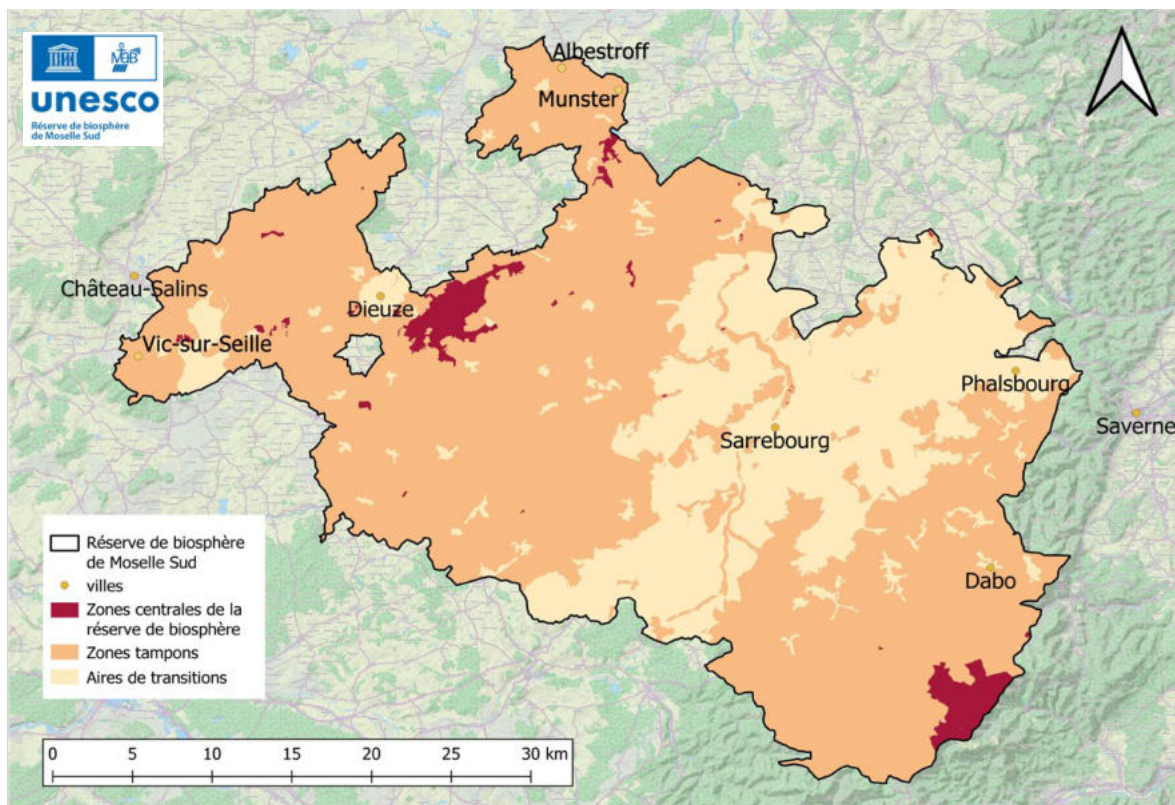 MAB
unesco
Réserve de biosphère
de Moselle Sud
Albestroff
Munster
Château-Salins
Dieuze
Vic-sur-Seille
Phalsbourg
Saverne
Sarrebourg
Dabo
Réserve de biosphère
de Moselle Sud
villes
Zones centrales de la
réserve de biosphère
Zones tampons
Aires de transitions
0 5 10 15 20 25 30 km